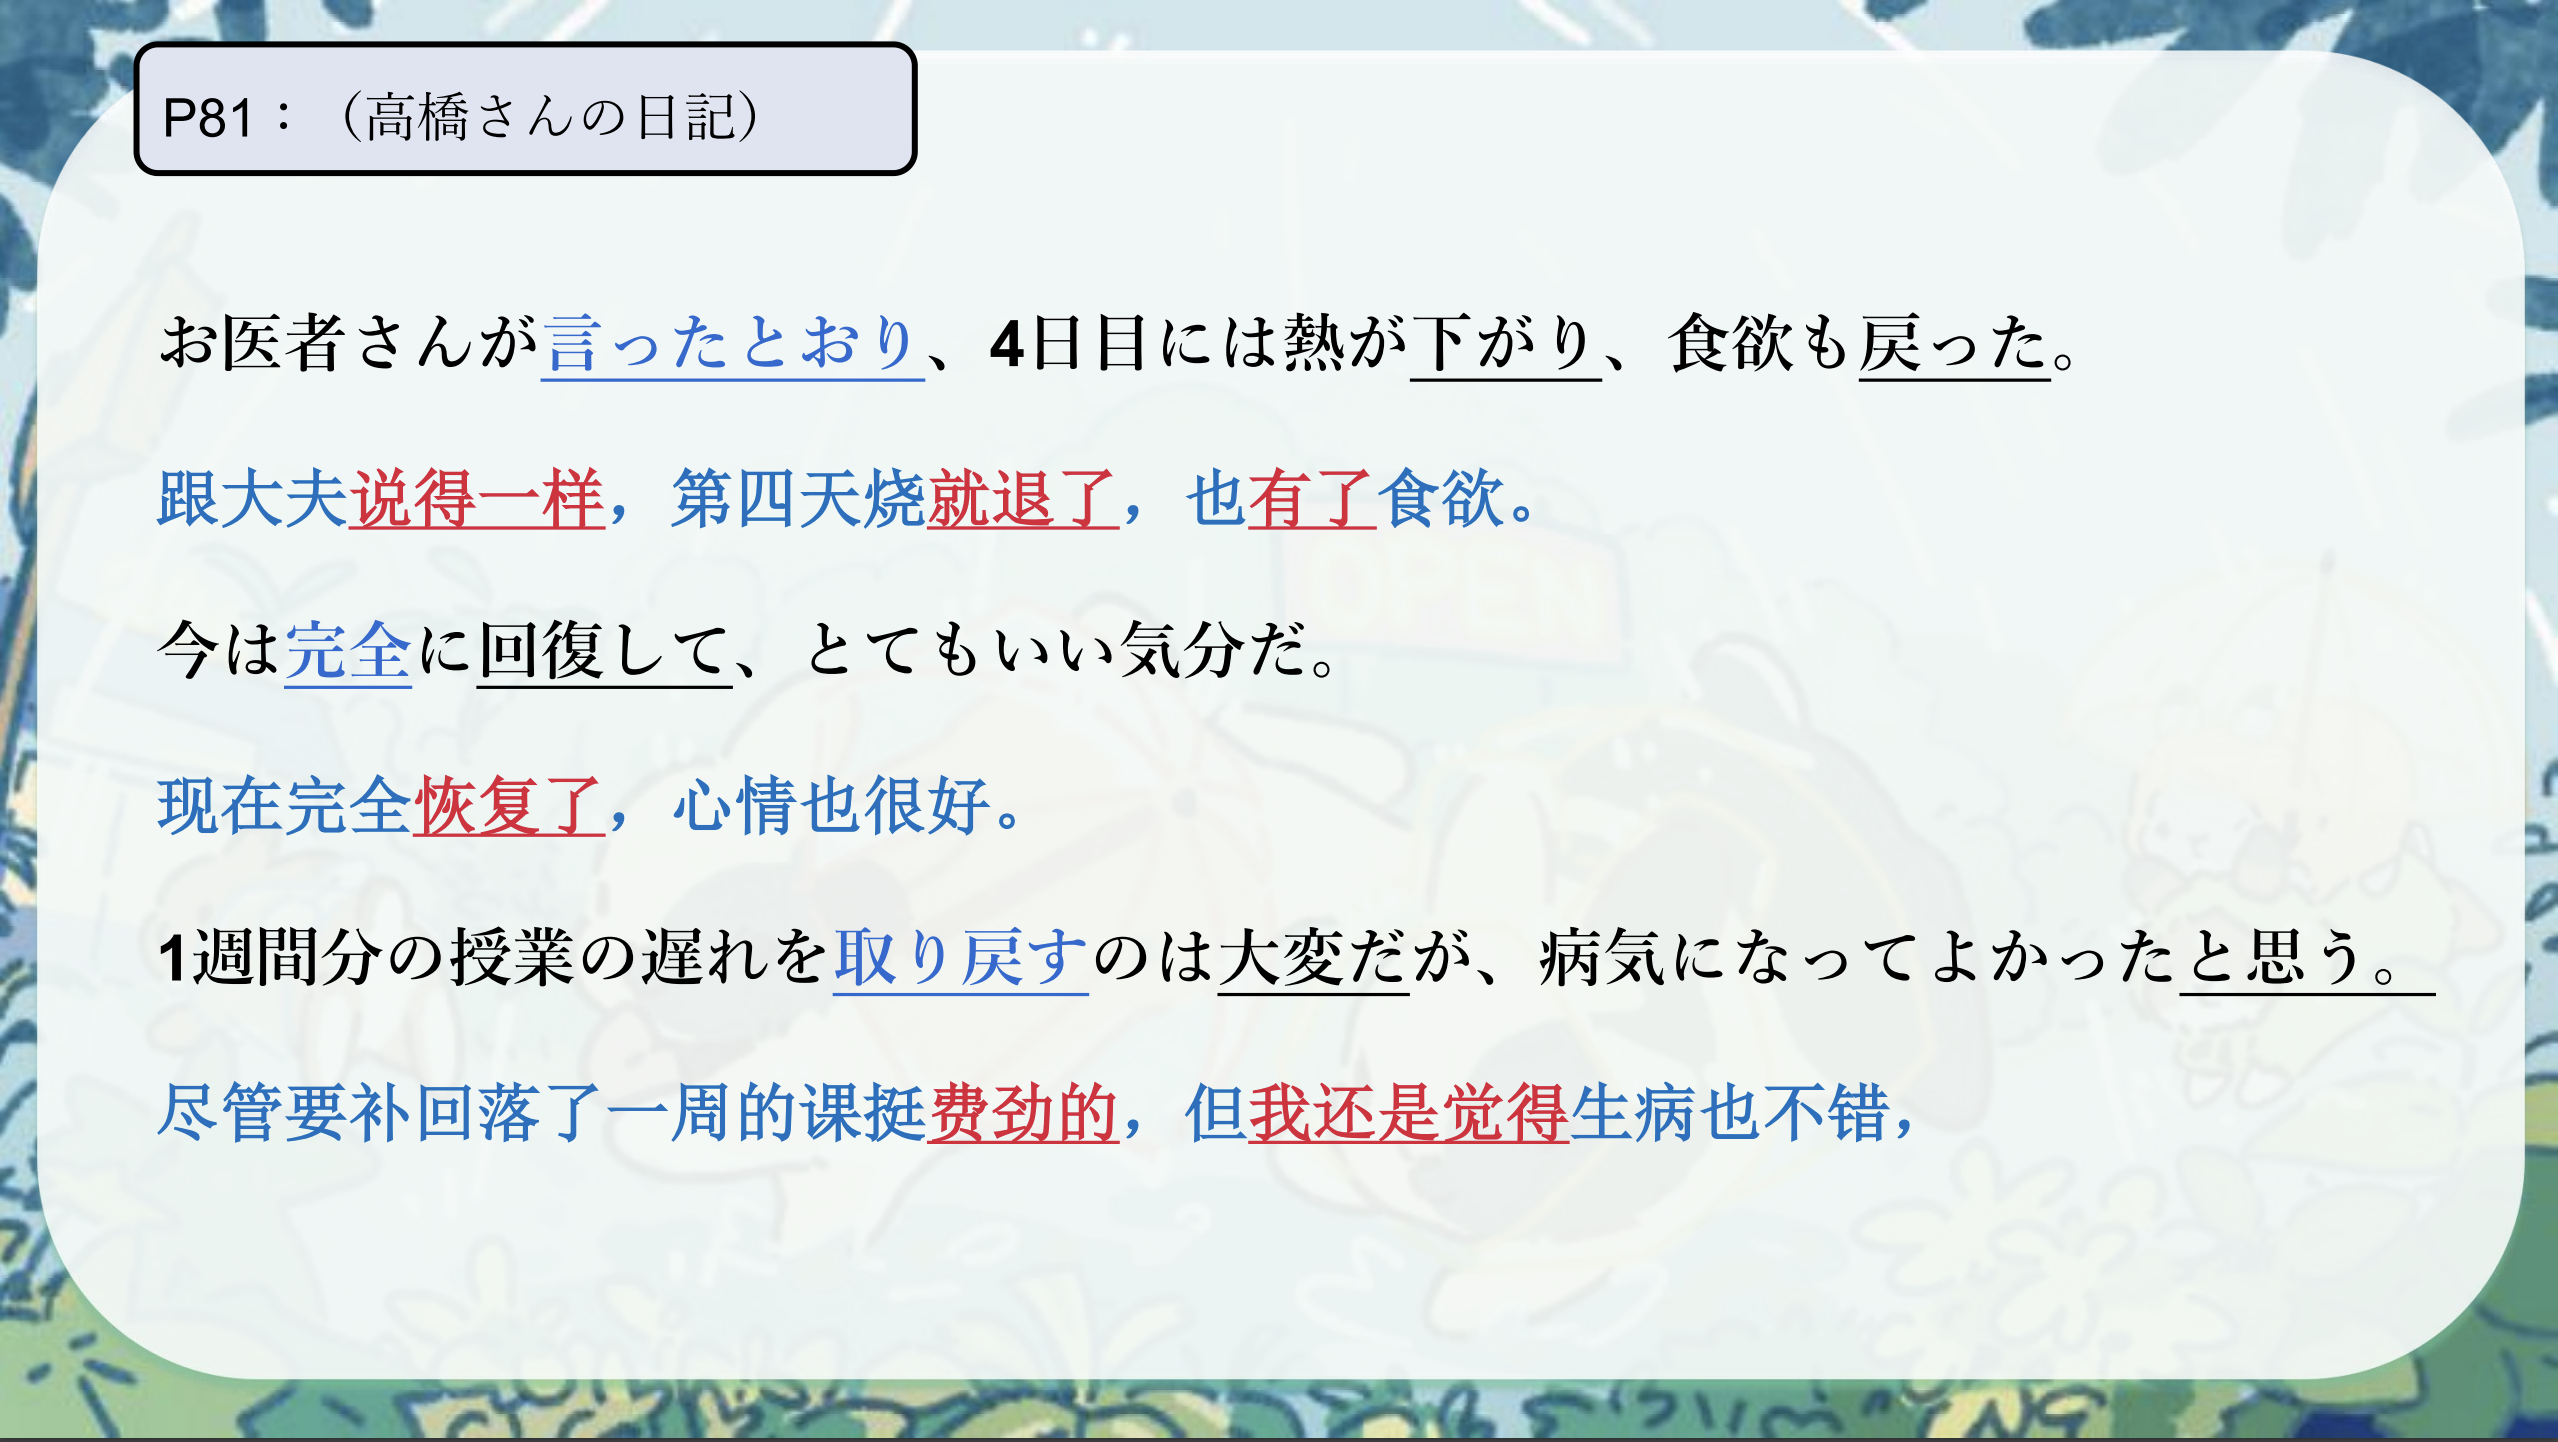 P81：（高橋さんの日記）
お医者さんが言ったとおり、4日目には熱が下がり、食欲も戻った。
跟大夫说得一样，第四天烧就退了，也有了食欲。
今は完全に回復して、とてもいい気分だ。
现在完全恢复了，心情也很好。
1週間分の授業の遅れを取り戻すのは大変だが、病気になってよかったと思う。
尽管要补回落了一周的课挺费劲的，但我还是觉得生病也不错，
OPEN